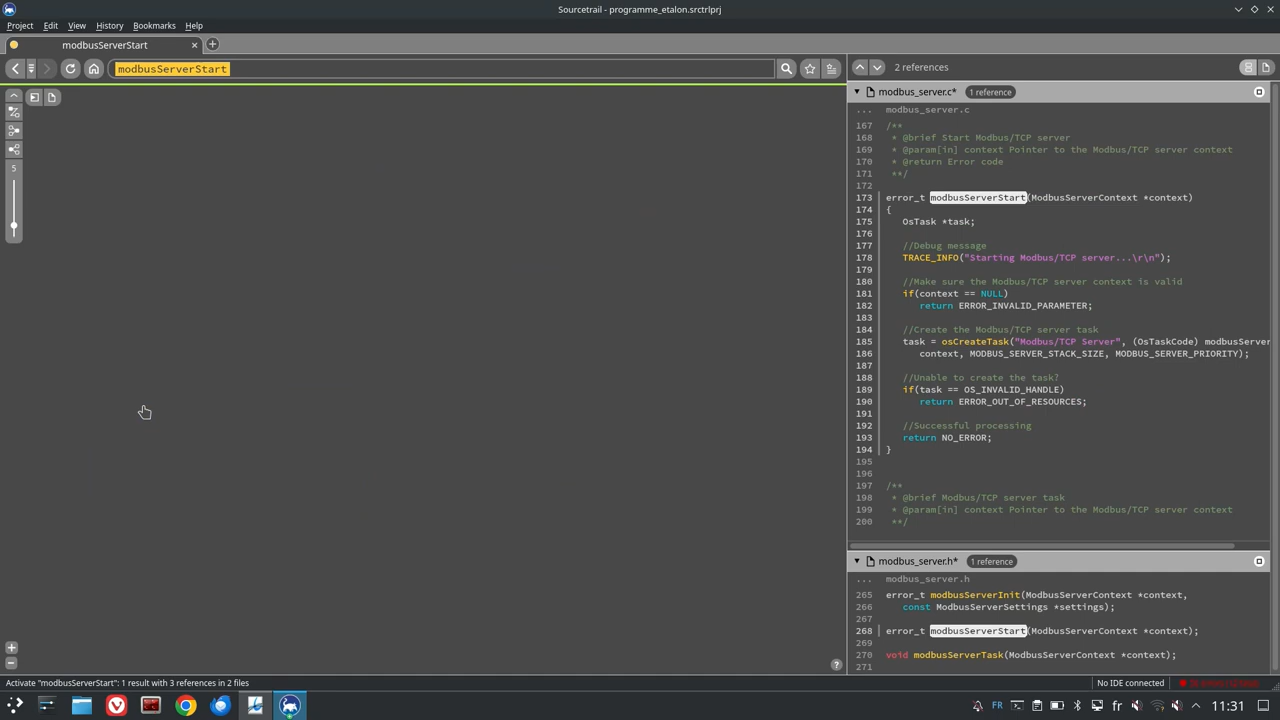 Sourcetrail - programme_etalon.srctrlprj
Project Edit View History Bookmarks Help
modbusServerStart
modbusServerStart
2 references
modbus_server.c* 1 reference
... modbus_server.c
167 /**
168 * @brief Start Modbus/TCP server
169 * @param[in] context Pointer to the Modbus/TCP server context
170 * @return Error code
171 **/
172
173 error_t modbusServerStart(ModbusServerContext *context)
174 {
175 OsTask *task;
176
177 //Debug message
178 TRACE_INFO("Starting Modbus/TCP server...\r\n");
179
180 //Make sure the Modbus/TCP server context is valid
181 if(context == NULL)
182 return ERROR_INVALID_PARAMETER;
183
184 //Create the Modbus/TCP server task
185 task = osCreateTask("Modbus/TCP Server", (OsTaskCode) modbusServer
186 context, MODBUS_SERVER_STACK_SIZE, MODBUS_SERVER_PRIORITY);
187
188 //Unable to create the task?
189 if(task == OS_INVALID_HANDLE)
190 return ERROR_OUT_OF_RESOURCES;
191
192 //Successful processing
193 return NO_ERROR;
194 }
195
196
197 /**
198 * @brief Modbus/TCP server task
199 * @param[in] context Pointer to the Modbus/TCP server context
200 **/
modbus_server.h* 1 reference
... modbus_server.h
265 error_t modbusServerInit(ModbusServerContext *context,
266 const ModbusServerSettings *settings);
267
268 error_t modbusServerStart(ModbusServerContext *context);
269
270 void modbusServerTask(ModbusServerContext *context);
271
5
?
Activate "modbusServerStart": 1 result with 3 references in 2 files
No IDE connected
FR fr 11:31